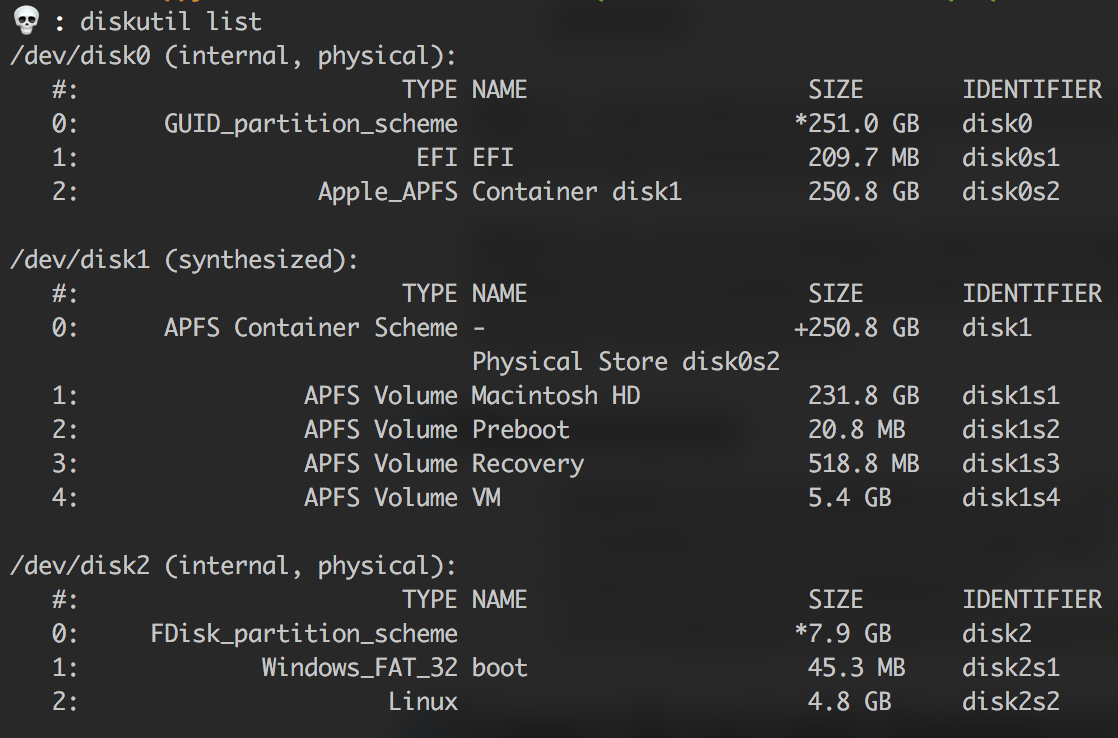 💀 : diskutil list
/dev/disk0 (internal, physical):
   #:                       TYPE NAME                    SIZE       IDENTIFIER
   0:      GUID_partition_scheme                        *251.0 GB   disk0
   1:                        EFI EFI                     209.7 MB   disk0s1
   2:                 Apple_APFS Container disk1         250.8 GB   disk0s2

/dev/disk1 (synthesized):
   #:                       TYPE NAME                    SIZE       IDENTIFIER
   0:      APFS Container Scheme -                      +250.8 GB   disk1
                                 Physical Store disk0s2
   1:                APFS Volume Macintosh HD            231.8 GB   disk1s1
   2:                APFS Volume Preboot                 20.8 MB    disk1s2
   3:                APFS Volume Recovery                518.8 MB   disk1s3
   4:                APFS Volume VM                      5.4 GB     disk1s4

/dev/disk2 (internal, physical):
   #:                       TYPE NAME                    SIZE       IDENTIFIER
   0:     FDisk_partition_scheme                        *7.9 GB     disk2
   1:             Windows_FAT_32 boot                    45.3 MB    disk2s1
   2:                      Linux                         4.8 GB     disk2s2